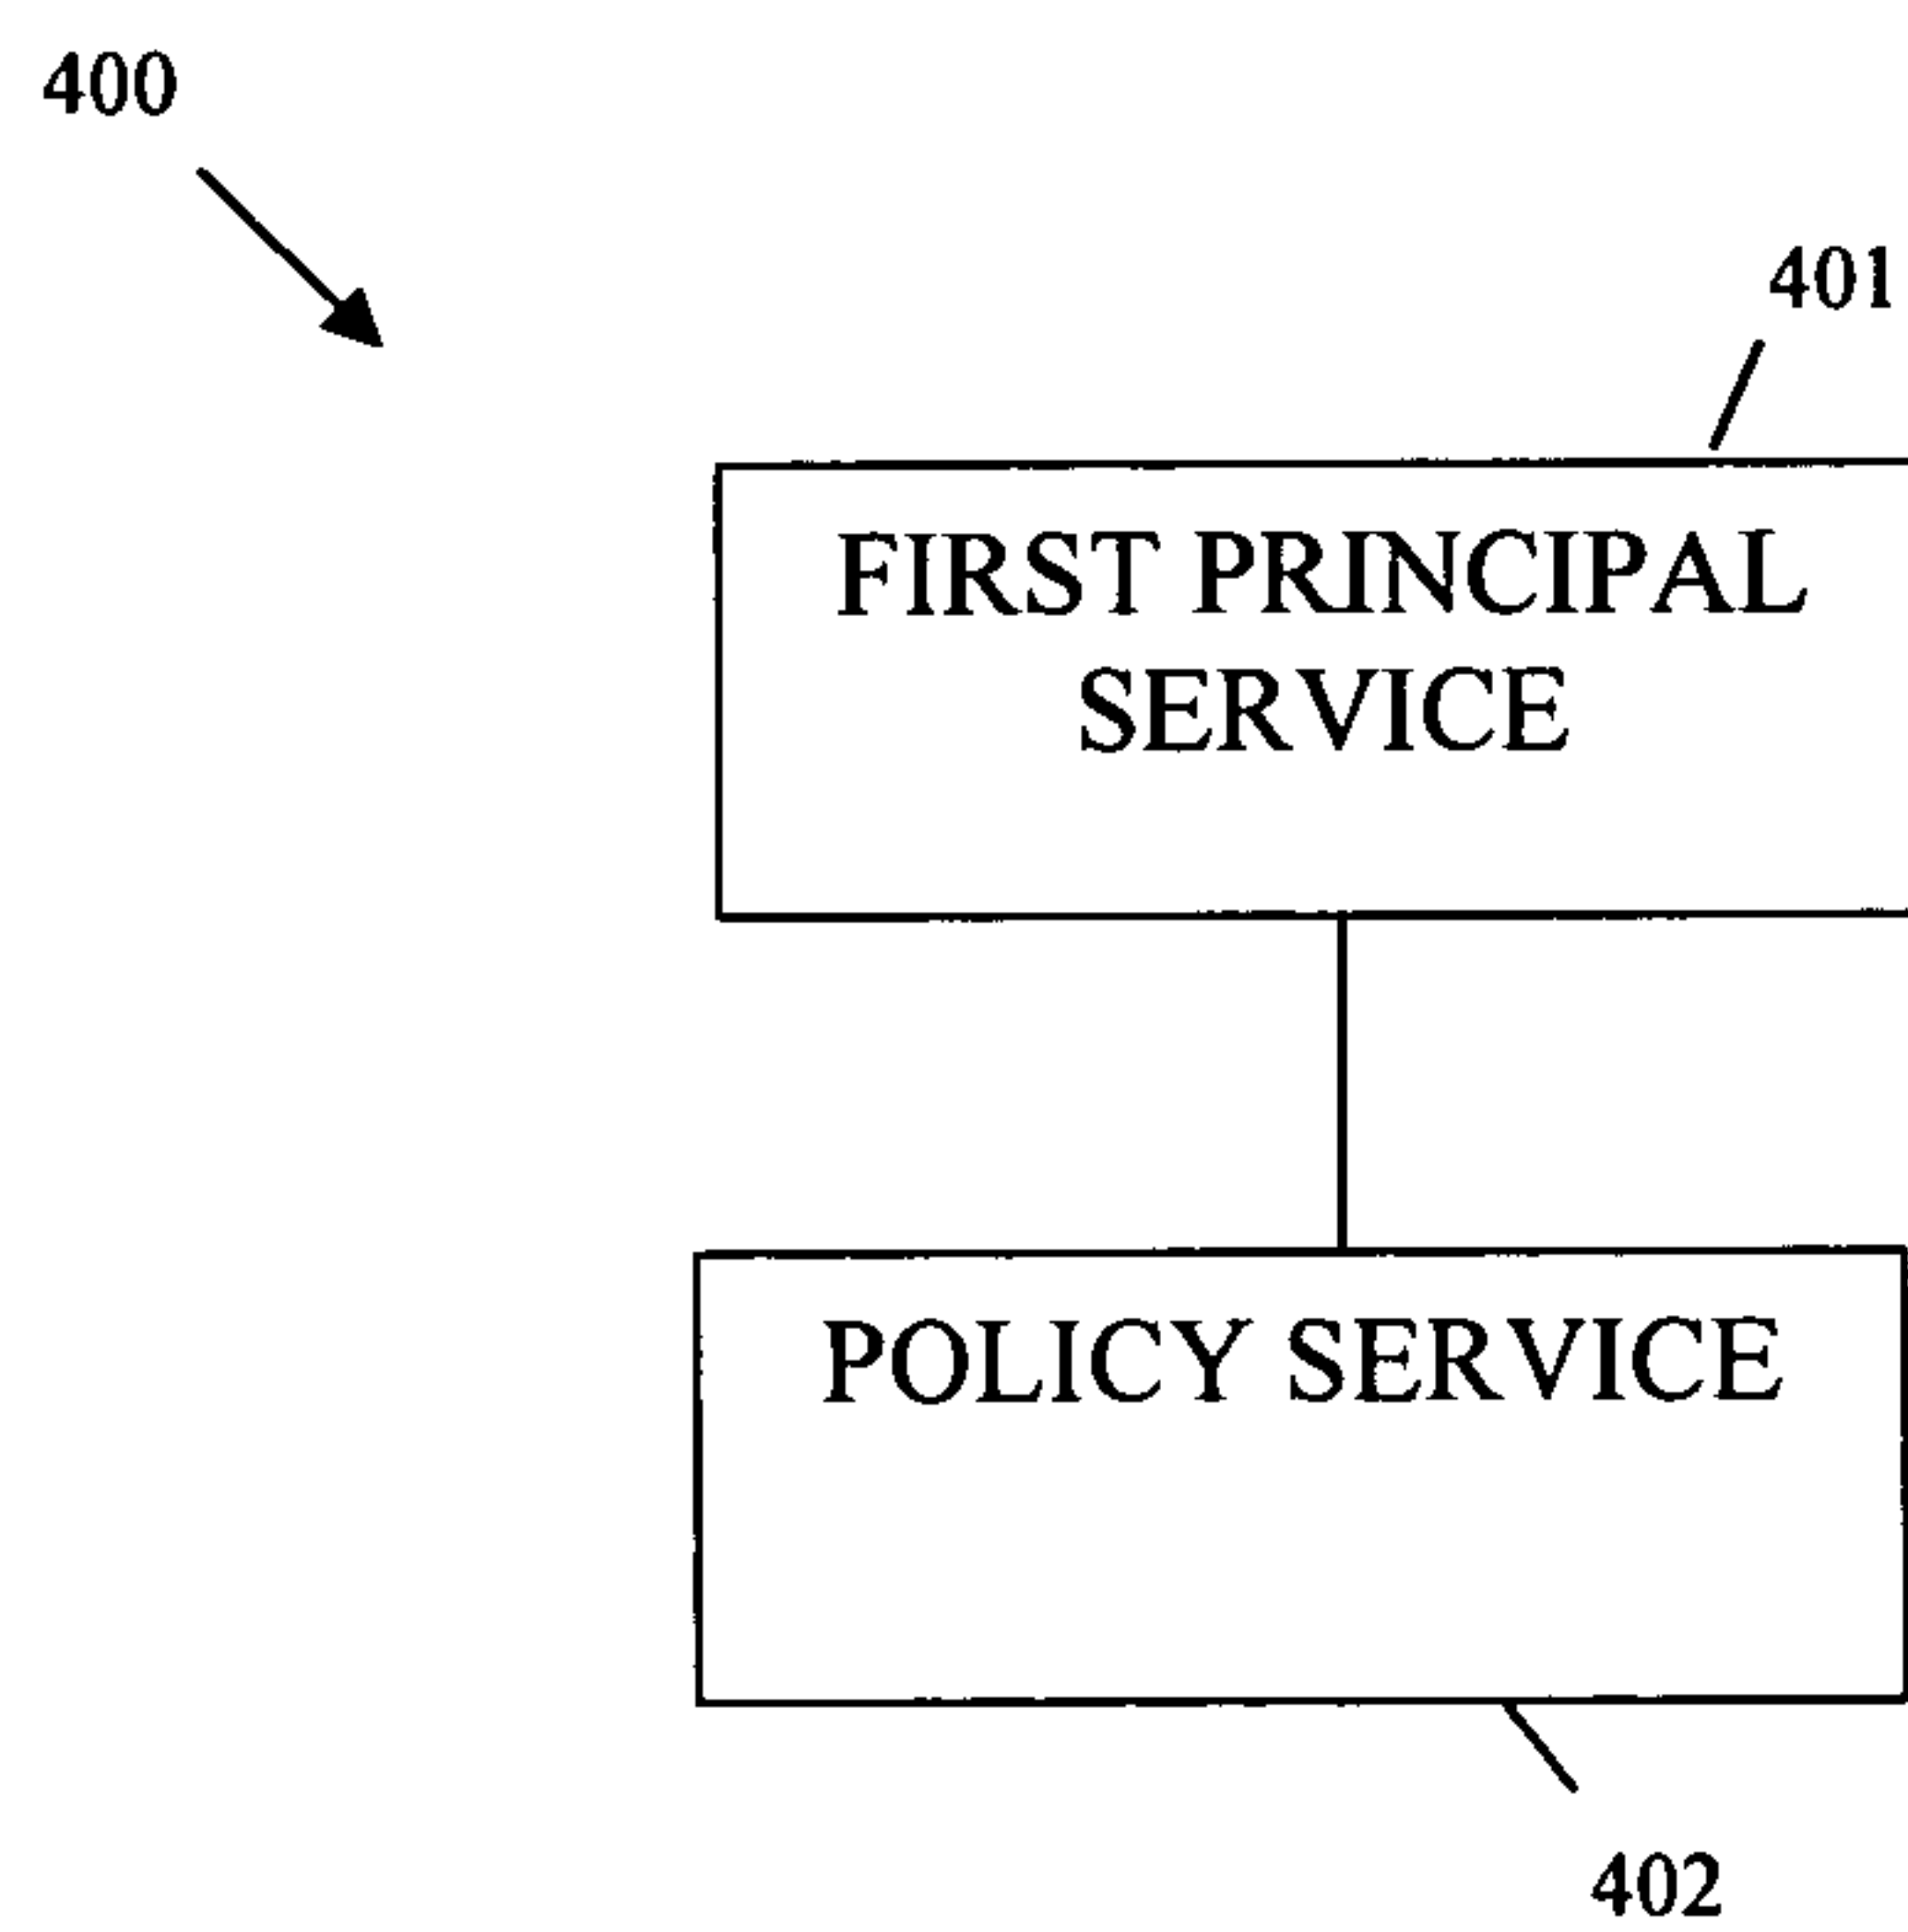 400
401
FIRST PRINCIPAL
SERVICE
POLICY SERVICE
402